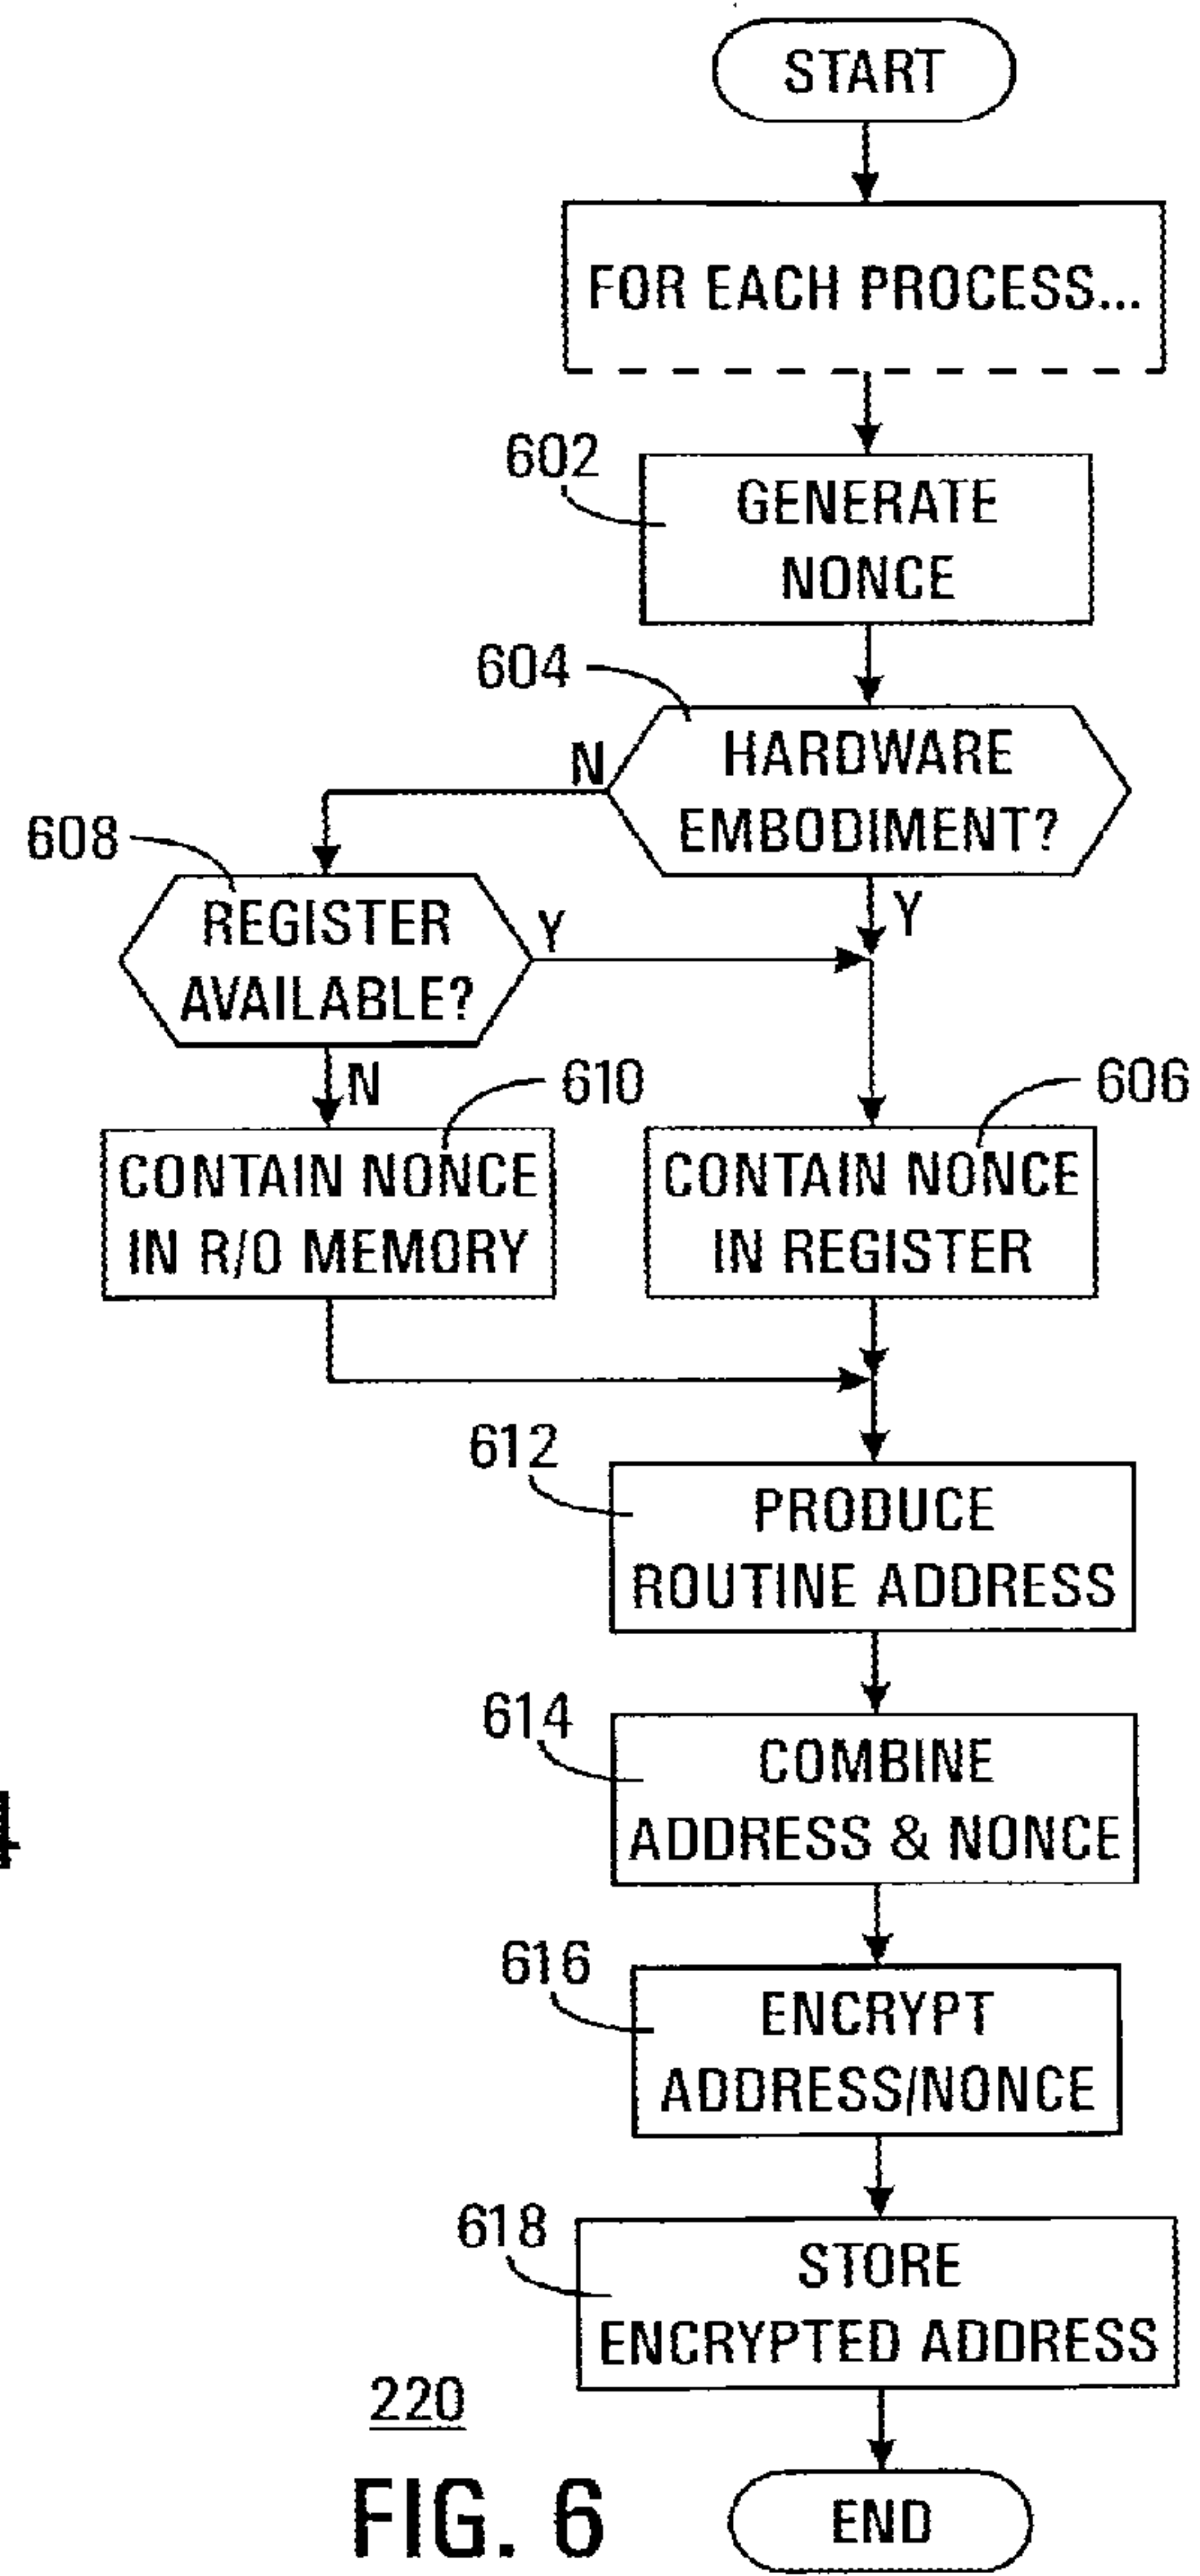 START
FOR EACH PROCESS...
602
GENERATE
NONCE
604
HARDWARE
EMBODIMENT?
N
Y
608
REGISTER
AVAILABLE?
Y
N
610
CONTAIN NONCE
IN R/O MEMORY
606
CONTAIN NONCE
IN REGISTER
612
PRODUCE
ROUTINE ADDRESS
614
COMBINE
ADDRESS & NONCE
616
ENCRYPT
ADDRESS/NONCE
618
STORE
ENCRYPTED ADDRESS
220
FIG. 6
END